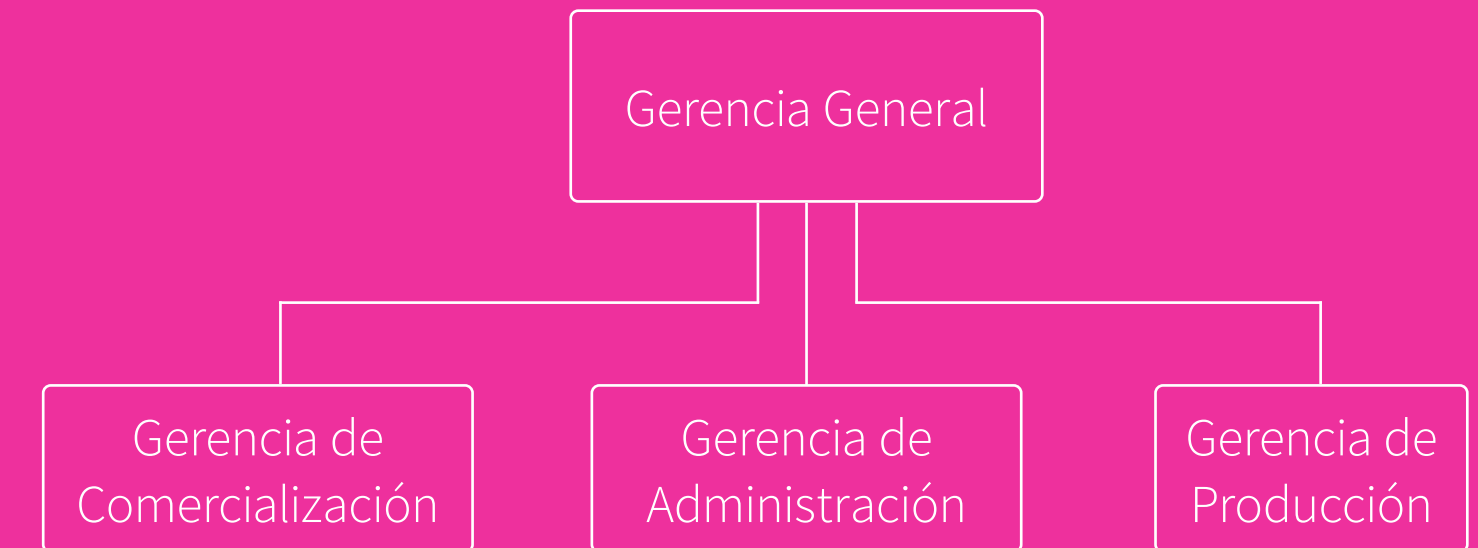 Gerencia General
Gerencia de
Comercialización
Gerencia de
Administración
Gerencia de
Producción